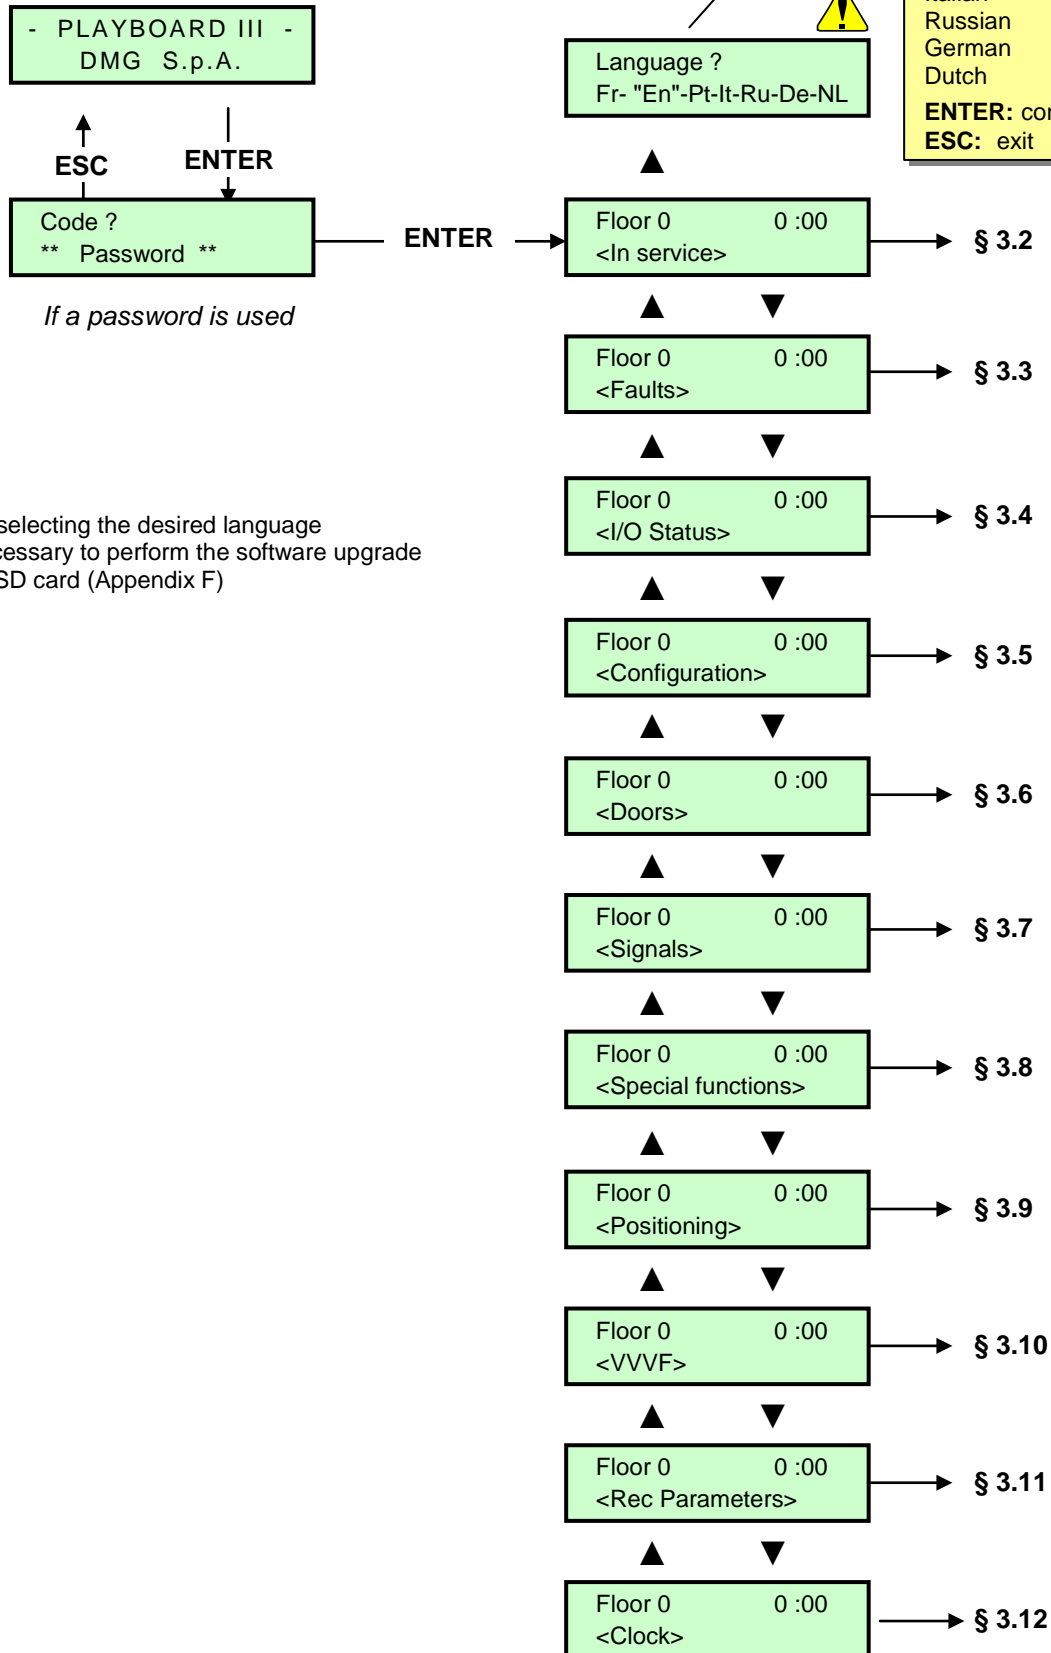 - PLAYBOARD III -
DMG S.p.A.
ESC
ENTER
Code ?
** Password **
If a password is used
ENTER
selecting the desired language
to perform the software upgrade
SD card (Appendix F)
Russian
German
Dutch
ENTER:
ESC: exit
Language ?
Fr- "En"-Pt-It-Ru-De-NL
▲
Floor 0 0 :00
<In service>
§ 3.2
▲ ▼
Floor 0 0 :00
<Faults>
§ 3.3
▲ ▼
Floor 0 0 :00
<I/O Status>
§ 3.4
▲ ▼
Floor 0 0 :00
<Configuration>
§ 3.5
▲ ▼
Floor 0 0 :00
<Doors>
§ 3.6
▲ ▼
Floor 0 0 :00
<Signals>
§ 3.7
▲ ▼
Floor 0 0 :00
<Special functions>
§ 3.8
▲ ▼
Floor 0 0 :00
<Positioning>
§ 3.9
▲ ▼
Floor 0 0 :00
<VVVF>
§ 3.10
▲ ▼
Floor 0 0 :00
<Rec Parameters>
§ 3.11
▲ ▼
Floor 0 0 :00
<Clock>
§ 3.12